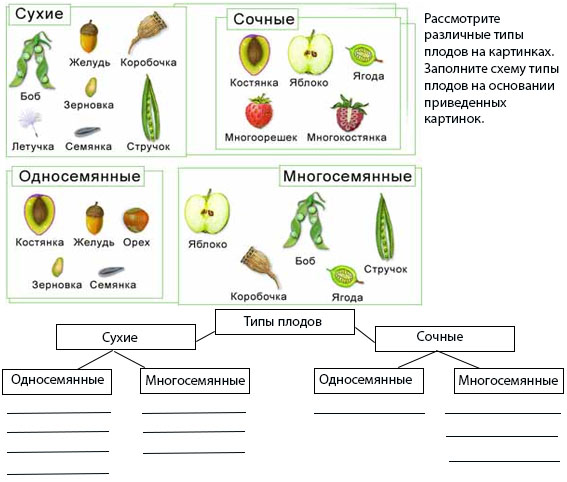 Сухие
Желудь
Коробочка
Боб
Зерновка
Летучка
Семянка
Стручок
Сочные
Костянка
Яблоко
Ягода
Многоорешек
Многокостянка
Рассмотрите
различные типы
плодов на картинках.
Заполните схему типы
плодов на основании
приведенных
картинок.
Односемянные
Костянка
Желудь
Орех
Зерновка
Семянка
Многосемянные
Яблоко
Боб
Стручок
Коробочка
Ягода
Типы плодов
Сухие
Сочные
Односемянные
Многосемянные
Односемянные
Многосемянные